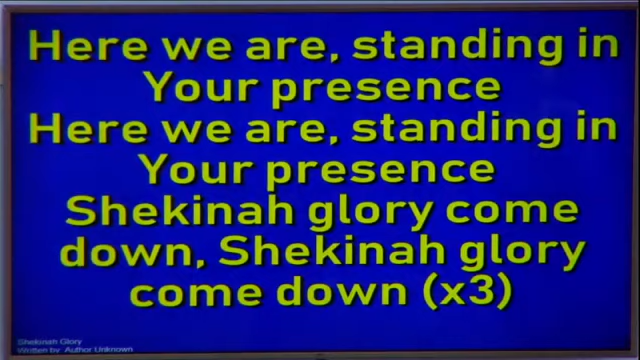 Here we are, standing in
Your presence
Here we are, standing in
Your presence
Shekinah glory come
down, Shekinah glory
come down (x3)
Shekinah Glory
Written by Author Unknown